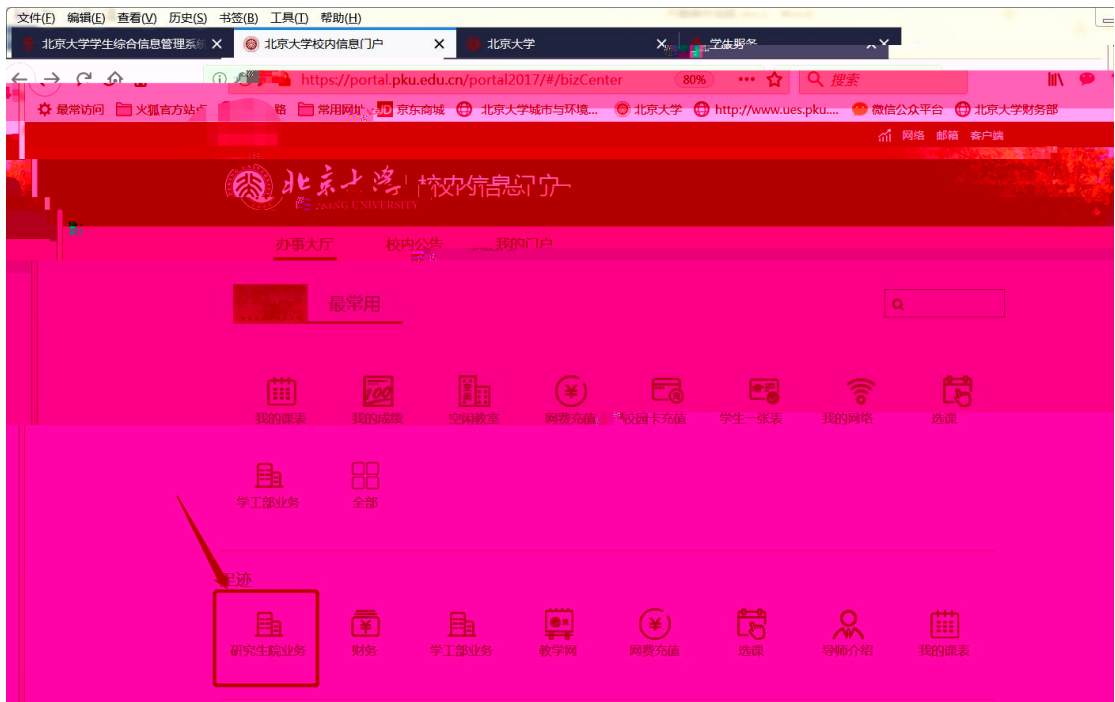 文件(F) 编辑(E) 查看(V) 历史(S) 书签(B) 工具(T) 帮助(H)
北京大学学生综合信息管理系统 北京大学校内信息门户 北京大学
https://portal.pku.edu.cn/portal2017/#/bizCenter 80% 搜索
最常访问 火狐官方站点 常用网址 JD 京东商城 北京大学城市与环境... 北京大学 http://www.ues.pku.... 微信公众平台 北京大学财务部
网络 邮箱 客户端
北京大学 校内信息门户
办事大厅 校内公告 我的门户
最常用
我的课表 我的成绩 空闲教室 网费充值 校园卡充值 学生一张表 我的网络 选课
学工部业务 全部
足迹
研究生院业务 财务 学工部业务 教学网 网费充值 选课 导师介绍 我的课表